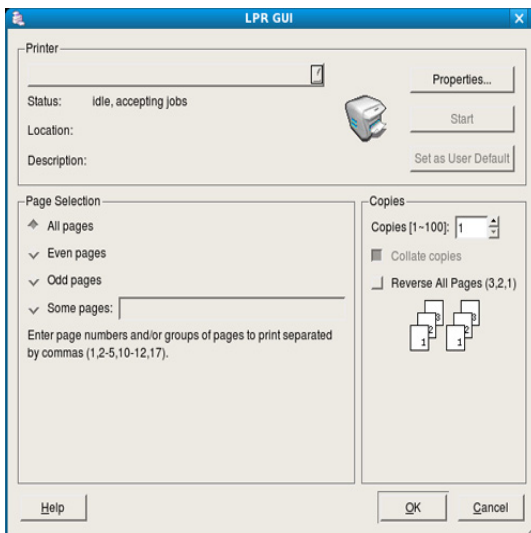 LPR GUI
Printer
Properties...
Status: idle, accepting jobs
Start
Location:
Description:
Set as User Default
Page Selection
All pages
Even pages
Odd pages
Some pages:
Enter page numbers and/or groups of pages to print separated
by commas (1,2-5,10-12,17).
Copies
Copies [1~100]: 1
Collate copies
Reverse All Pages (3,2,1)
3 3
2 2
1 1
Help
OK
Cancel